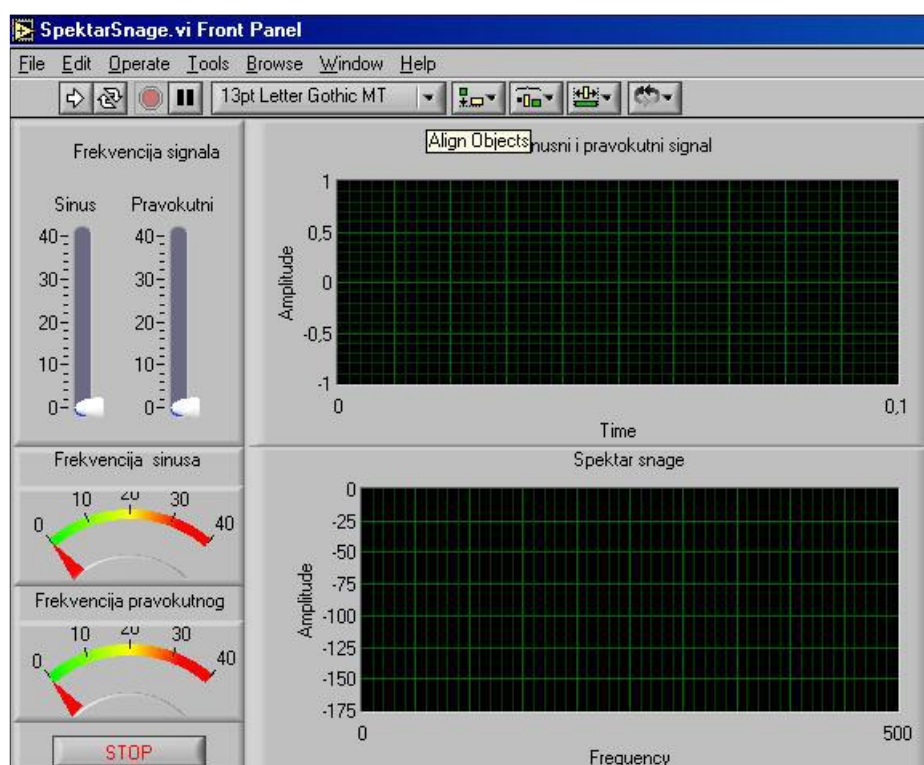 SpektarSnage.vi Front Panel
File Edit Operate Tools Browse Window Help
13pt Letter Gothic MT
Align Objects
nusni i pravokutni signal
Frekvencija signala
Sinus Pravokutni
40 40
30 30
20 20
10 10
0 0
1
0,5
0
-0,5
-1
Amplitude
0 0,1
Time
Frekvencija sinusa
0 10 20 30 40
Frekvencija pravokutnog
0 10 20 30 40
STOP
Spektar snage
0
-25
-50
-75
-100
-125
-150
-175
Amplitude
0 500
Frequency